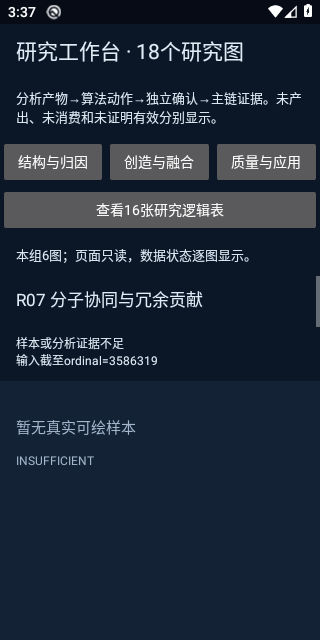 3:37
研究工作台 · 18个研究图
分析产物→算法动作→独立确认→主链证据。未产
出、未消费和未证明有效分别显示。
结构与归因
创造与融合
质量与应用
查看16张研究逻辑表
本组6图；页面只读，数据状态逐图显示。
R07 分子协同与冗余贡献
样本或分析证据不足
输入截至ordinal=3586319
暂无真实可绘样本
INSUFFICIENT